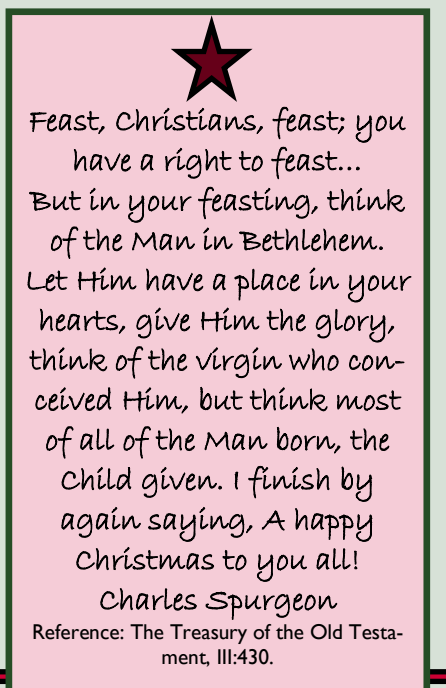 Feast, Christians, feast; you
have a right to feast...
But in your feasting, think
of the Man in Bethlehem.
Let Him have a place in your
hearts, give Him the glory,
think of the virgin who con-
ceived Him, but think most
of all of the Man born, the
Child given. I finish by
again saying, A happy
Christmas to you all!
Charles Spurgeon
Reference: The Treasury of the Old Testa-
ment, III:430.